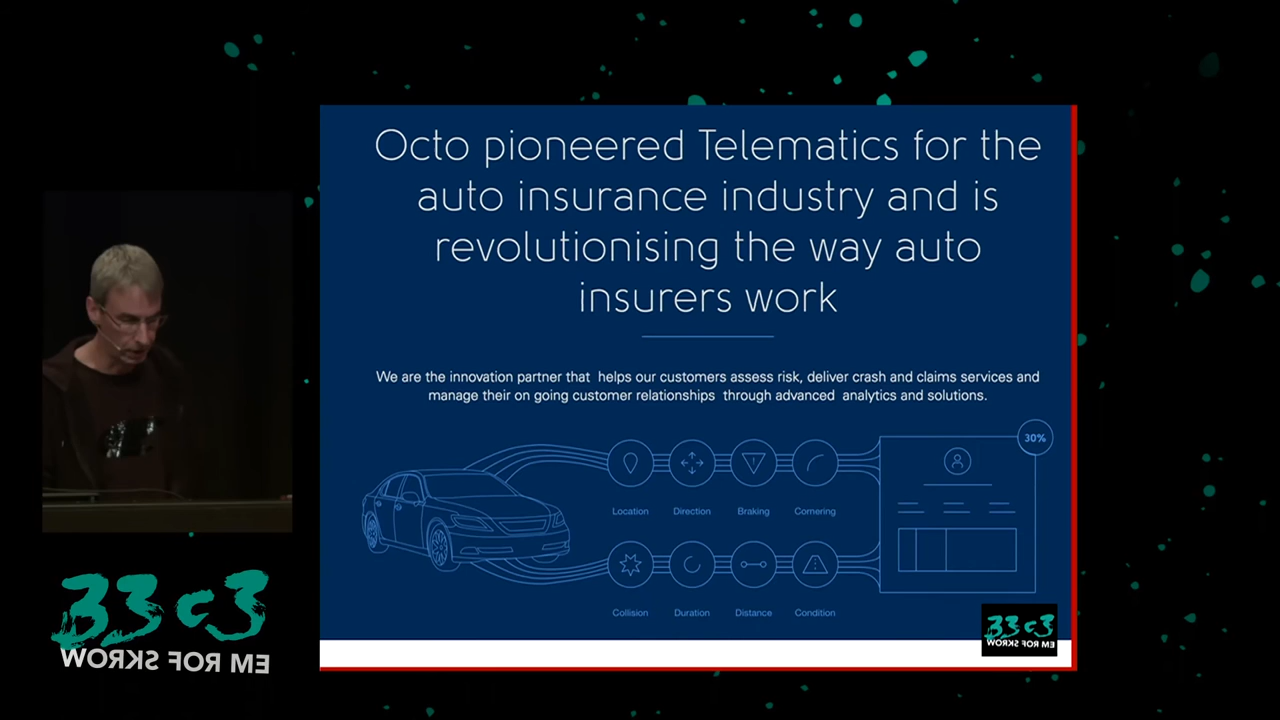 Octo pioneered Telematics for the
auto insurance industry and is
revolutionising the way auto
insurers work
We are the innovation partner that helps our customers assess risk, deliver crash and claims services and
manage their on going customer relationships through advanced analytics and solutions.
30%
Location Direction Braking Cornering
Collision Duration Distance Condition
33c3
WORKS FOR ME
33c3
WORKS FOR ME